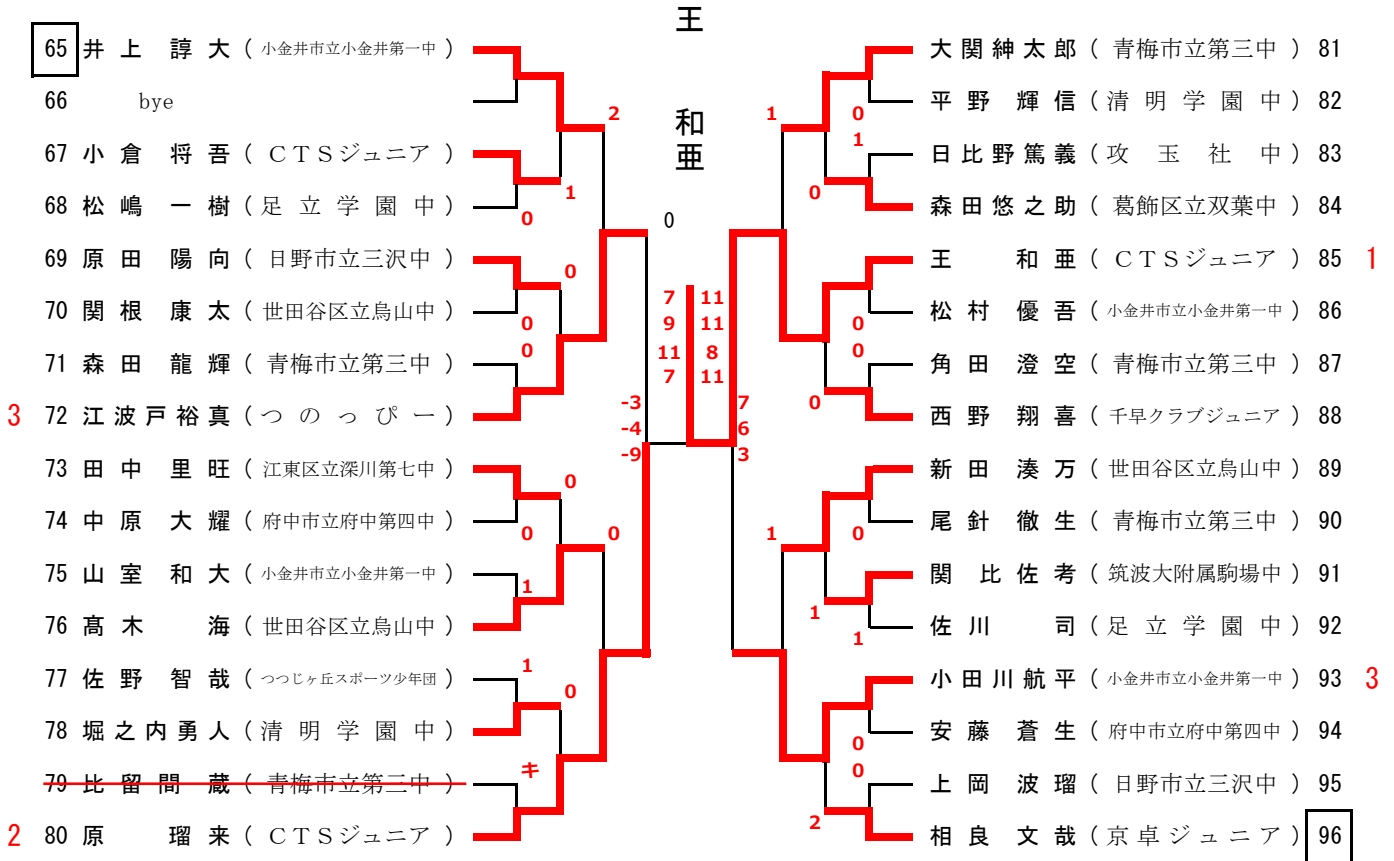 王
和
亜
65 井上 諄大 ( 小金井市立小金井第一中 )
66 bye
67 小倉 将吾 ( CTSジュニア )
68 松嶋 一樹 ( 足立学園中 )
69 原田 陽向 ( 日野市立三沢中 )
70 関根 康太 ( 世田谷区立烏山中 )
71 森田 龍輝 ( 青梅市立第三中 )
3 72 江波戸裕真 ( つのっぴー )
73 田中 里旺 ( 江東区立深川第七中 )
74 中原 大耀 ( 府中市立府中第四中 )
75 山室 和大 ( 小金井市立小金井第一中 )
76 髙木 海 ( 世田谷区立烏山中 )
77 佐野 智哉 ( つつじヶ丘スポーツ少年団 )
78 堀之内勇人 ( 清明学園中 )
79 比留間 蔵 ( 青梅市立第三中 )
2 80 原 瑠来 ( CTSジュニア )
2
0
1
0
0
0
0
0
0
1
1
0
キ
0
7 11
9 11
11 8
7 11
-3 7
-4 6
-9 3
大関紳太郎 ( 青梅市立第三中 ) 81
平野 輝信 ( 清明学園中 ) 82
日比野篤義 ( 攻玉社中 ) 83
森田悠之助 ( 葛飾区立双葉中 ) 84
王 和亜 ( CTSジュニア ) 85 1
松村 優吾 ( 小金井市立小金井第一中 ) 86
角田 澄空 ( 青梅市立第三中 ) 87
西野 翔喜 ( 千早クラブジュニア ) 88
新田 湊万 ( 世田谷区立烏山中 ) 89
尾針 徹生 ( 青梅市立第三中 ) 90
関 比佐考 ( 筑波大附属駒場中 ) 91
佐川 司 ( 足立学園中 ) 92
小田川航平 ( 小金井市立小金井第一中 ) 93 3
安藤 蒼生 ( 府中市立府中第四中 ) 94
上岡 波瑠 ( 日野市立三沢中 ) 95
相良 文哉 ( 京卓ジュニア ) 96
1
0
1
0
0
0
0
1
0
1
1
0
0
2